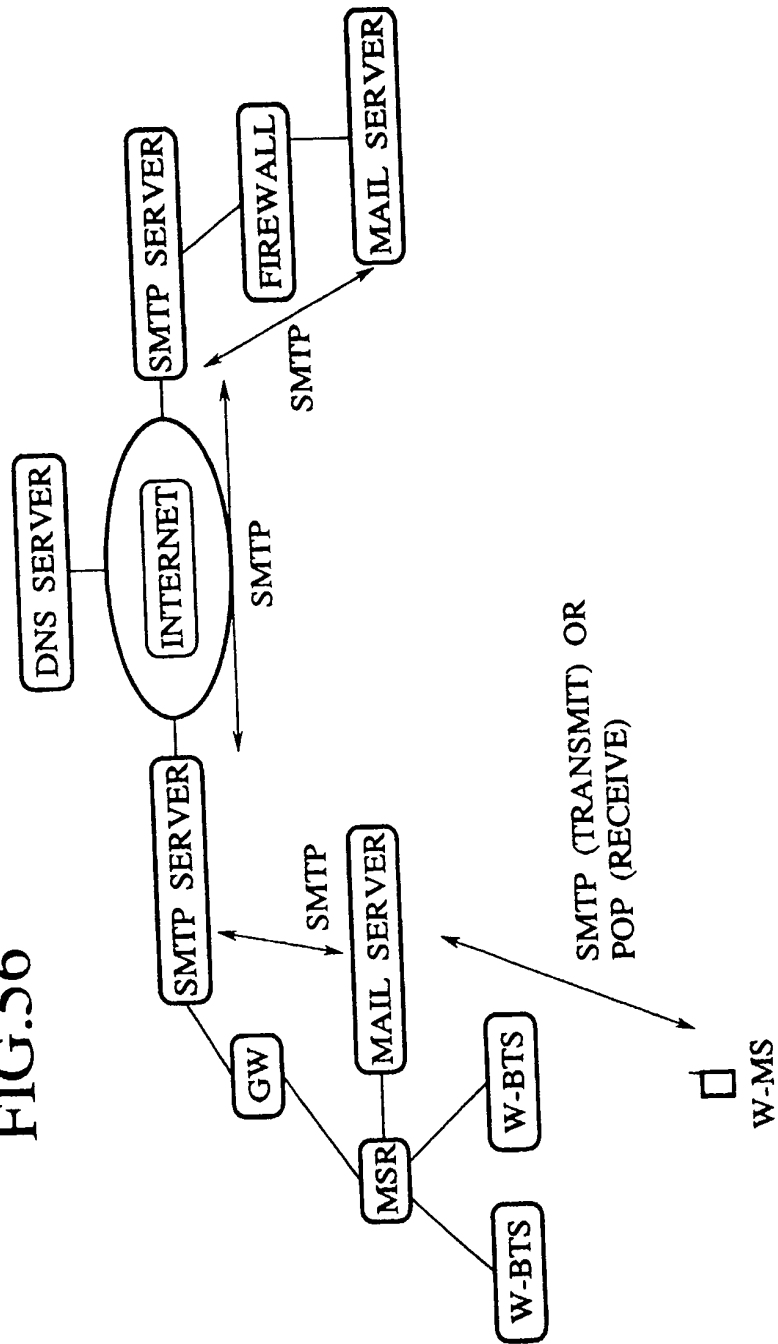 FIG.56
DNS SERVER
INTERNET
SMTP SERVER
SMTP SERVER
SMTP
GW
SMTP
FIREWALL
SMTP
MSR
MAIL SERVER
MAIL SERVER
W-BTS
W-BTS
SMTP (TRANSMIT) OR
POP (RECEIVE)
W-MS